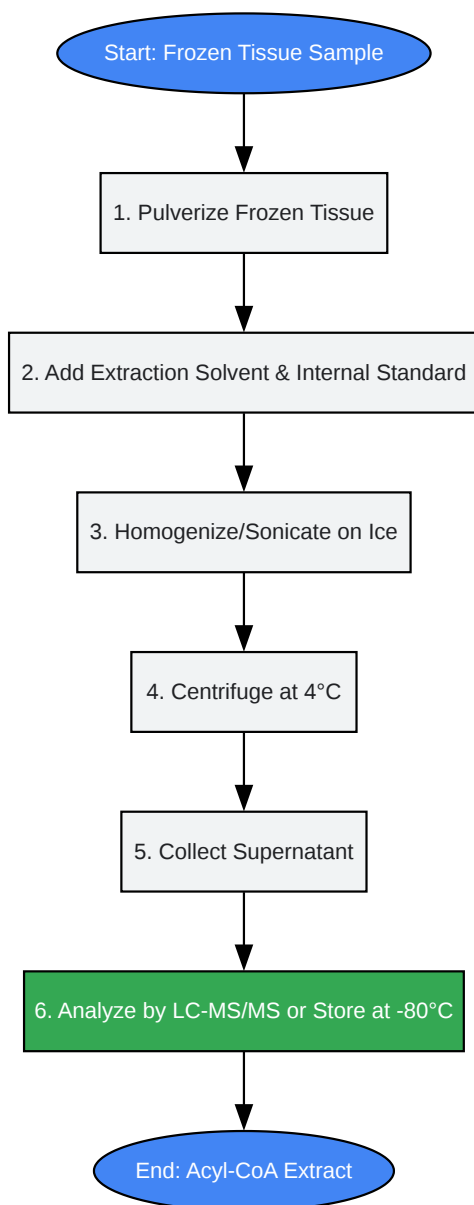 Start: Frozen Tissue Sample
1. Pulverize Frozen Tissue
2. Add Extraction Solvent & Internal Standard
3. Homogenize/Sonicate on Ice
4. Centrifuge at 4°C
5. Collect Supernatant
6. Analyze by LC-MS/MS or Store at -80°C
End: Acyl-CoA Extract